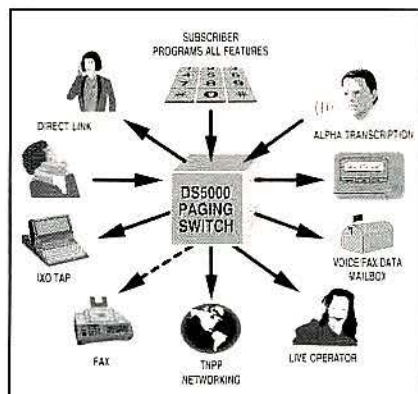 SUBSCRIBER
PROGRAMS ALL FEATURES
DIRECT LINK
ALPHA TRANSCRIPTION
DS5000
PAGING
SWITCH
IXO TAP
VOICE/FAX DATA
MAILBOX
FAX
TNPP
NETWORKING
LIVE OPERATOR